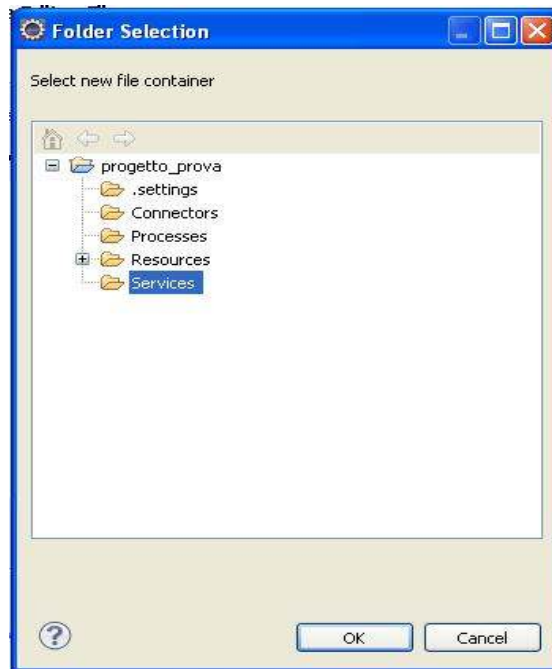 Folder Selection
Select new file container
progetto_prova
.settings
Connectors
Processes
Resources
Services
OK
Cancel